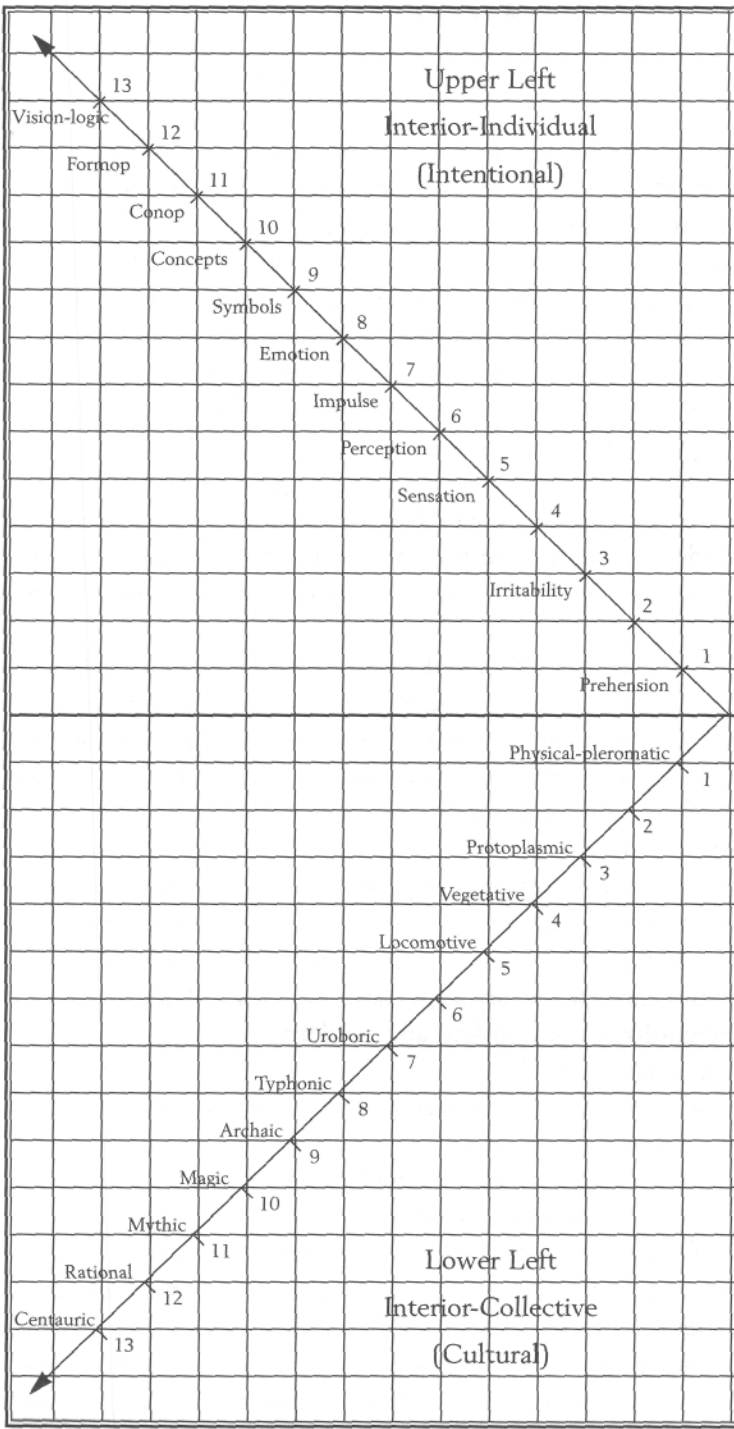 Upper Left
Interior-Individual
(Intentional)
13
Vision-logic
12
Formop
11
Conop
10
Concepts
9
Symbols
8
Emotion
7
Impulse
6
Perception
5
Sensation
4
3
Irritability
2
1
Prehension
Physical-pleromatic
1
2
Protoplasmic
3
Vegetative
4
Locomotive
5
6
Uroboric
7
Typhonic
8
Archaic
9
Magic
10
Mythic
11
Rational
12
Centauric
13
Lower Left
Interior-Collective
(Cultural)